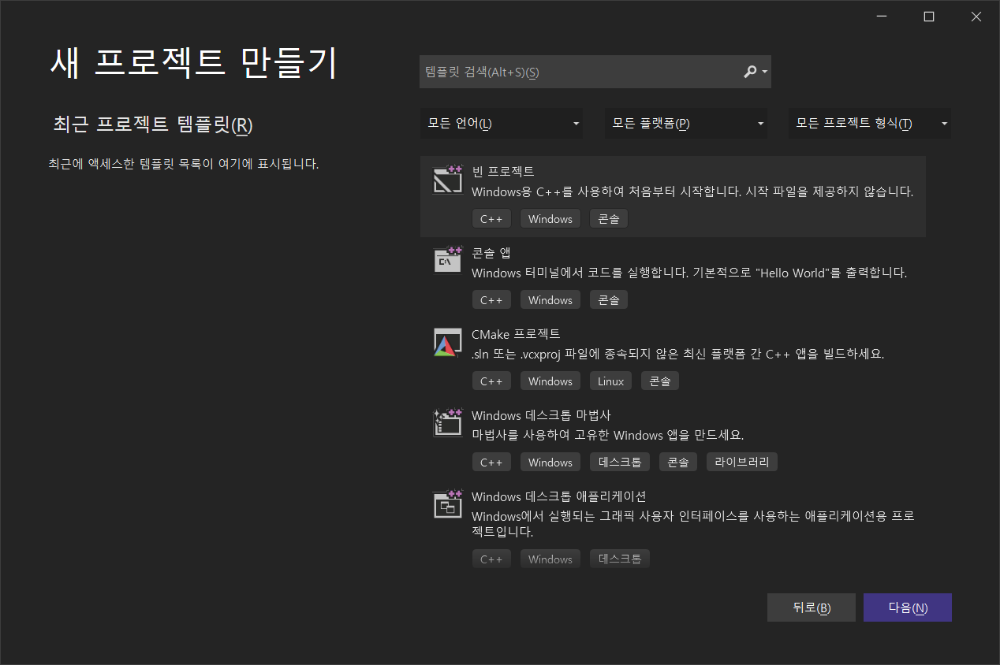 새 프로젝트 만들기
최근 프로젝트 템플릿(R)
최근에 액세스한 템플릿 목록이 여기에 표시됩니다.
템플릿 검색(Alt+S)(S)
모든 언어(L)
모든 플랫폼(P)
모든 프로젝트 형식(T)
빈 프로젝트
Windows용 C++를 사용하여 처음부터 시작합니다. 시작 파일을 제공하지 않습니다.
C++ Windows 콘솔
C:\
콘솔 앱
Windows 터미널에서 코드를 실행합니다. 기본적으로 "Hello World"를 출력합니다.
C++ Windows 콘솔
CMake 프로젝트
.sln 또는 .vcxproj 파일에 종속되지 않은 최신 플랫폼 간 C++ 앱을 빌드하세요.
C++ Windows Linux 콘솔
Windows 데스크톱 마법사
마법사를 사용하여 고유한 Windows 앱을 만드세요.
C++ Windows 데스크톱 콘솔 라이브러리
Windows 데스크톱 애플리케이션
Windows에서 실행되는 그래픽 사용자 인터페이스를 사용하는 애플리케이션용 프로
젝트입니다.
C++ Windows 데스크톱
뒤로(B)
다음(N)